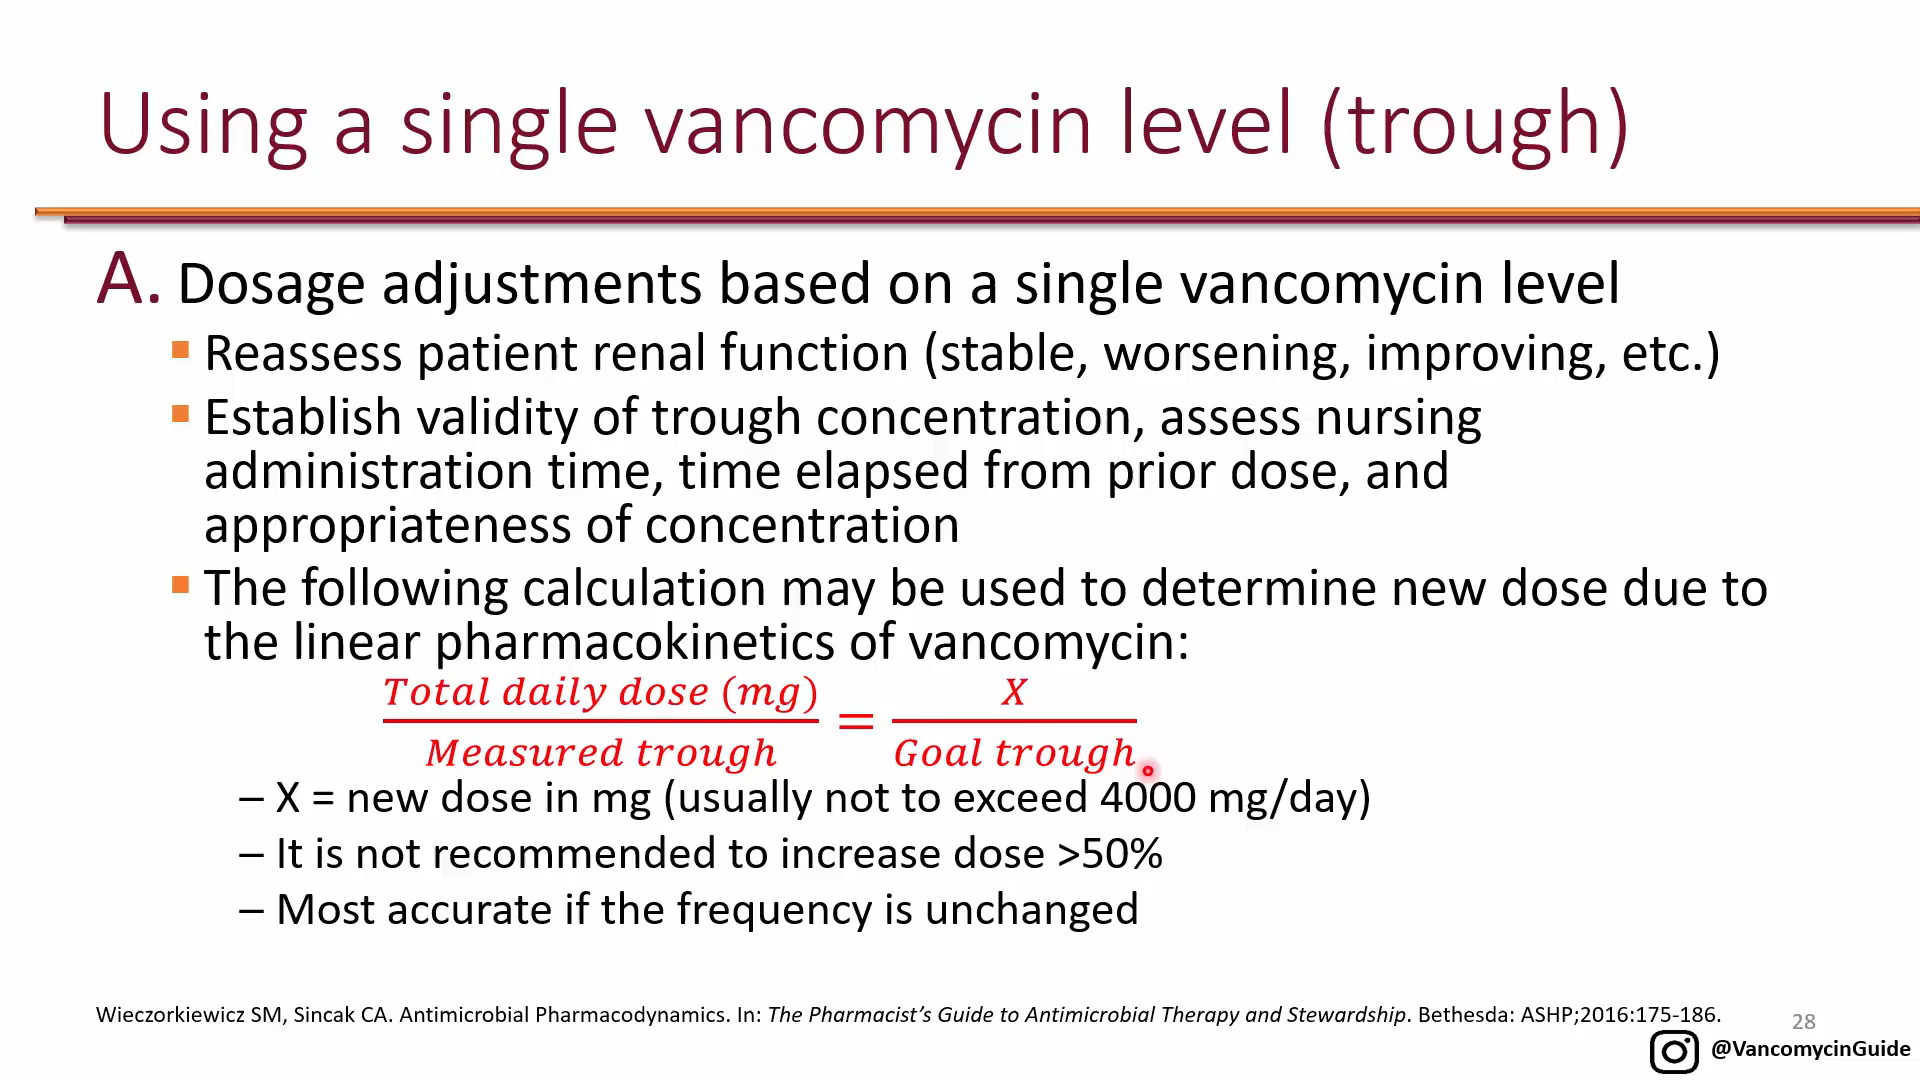 Using a single vancomycin level (trough)
A. Dosage adjustments based on a single vancomycin level
▪ Reassess patient renal function (stable, worsening, improving, etc.)
▪ Establish validity of trough concentration, assess nursing
administration time, time elapsed from prior dose, and
appropriateness of concentration
▪ The following calculation may be used to determine new dose due to
the linear pharmacokinetics of vancomycin:
Total daily dose (mg) / Measured trough = X / Goal trough
– X = new dose in mg (usually not to exceed 4000 mg/day)
– It is not recommended to increase dose >50%
– Most accurate if the frequency is unchanged
Wieczorkiewicz SM, Sincak CA. Antimicrobial Pharmacodynamics. In: The Pharmacist’s Guide to Antimicrobial Therapy and Stewardship. Bethesda: ASHP;2016:175-186.
28
@VancomycinGuide